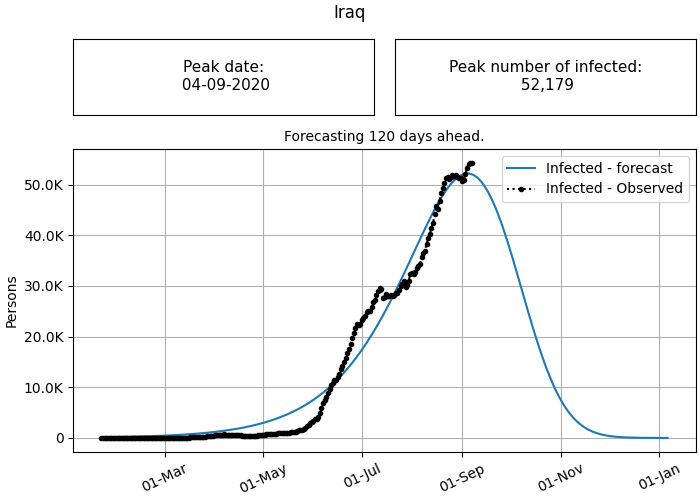 Iraq
Peak date:
04-09-2020
Peak number of infected:
52,179
Forecasting 120 days ahead.
Infected - forecast
Infected - Observed
50.0K
40.0K
30.0K
20.0K
10.0K
0
Persons
01-Mar
01-May
01-Jul
01-Sep
01-Nov
01-Jan